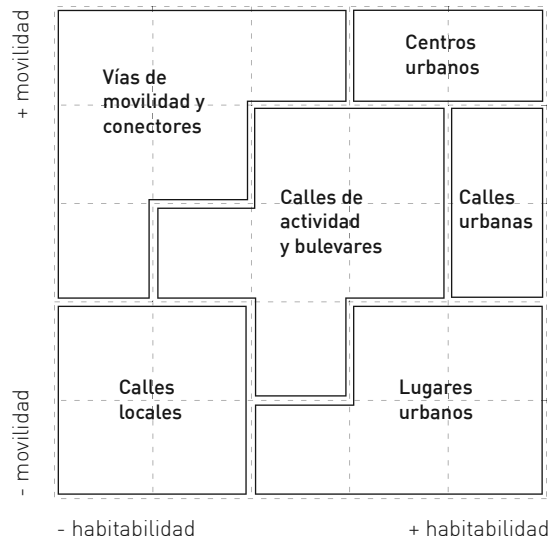 + movilidad
Centros
urbanos
Vías de
movilidad y
conectores
Calles de
actividad
y bulevares
Calles
urbanas
Calles
locales
Lugares
urbanos
- movilidad
- habitabilidad
+ habitabilidad